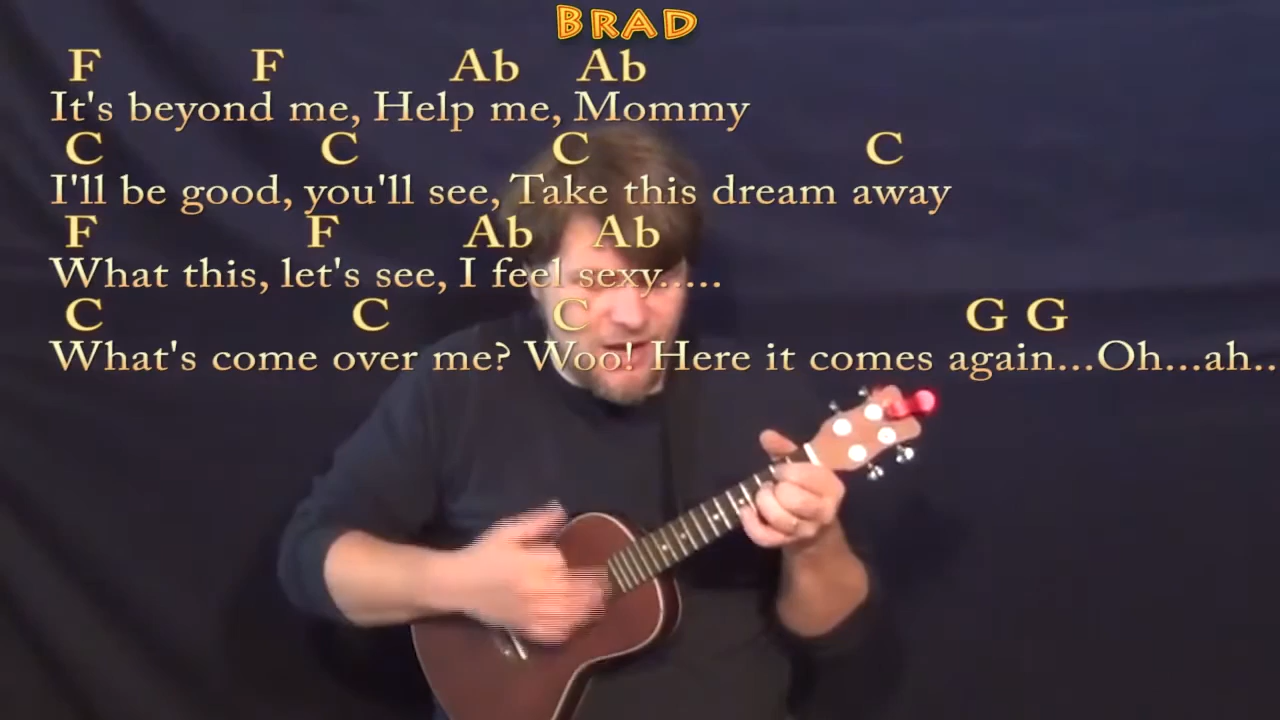 BRAD
F F Ab Ab
It's beyond me, Help me, Mommy
C C C C
I'll be good, you'll see, Take this dream away
F F Ab Ab
What this, let's see, I feel sexy.....
C C C G G
What's come over me? Woo! Here it comes again...Oh...ah..